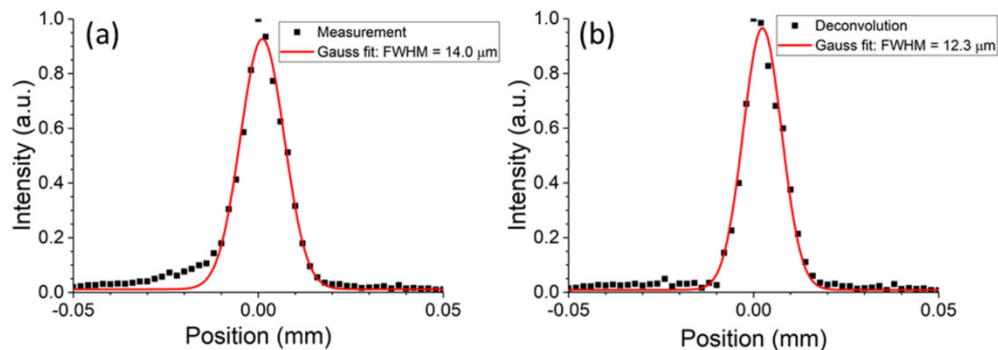 (a)
Measurement
Gauss fit: FWHM = 14.0 μm
Intensity (a.u.)
1.0
0.8
0.6
0.4
0.2
0.0
-0.05
0.00
0.05
Position (mm)
(b)
Deconvolution
Gauss fit: FWHM = 12.3 μm
Intensity (a.u.)
1.0
0.8
0.6
0.4
0.2
0.0
-0.05
0.00
0.05
Position (mm)